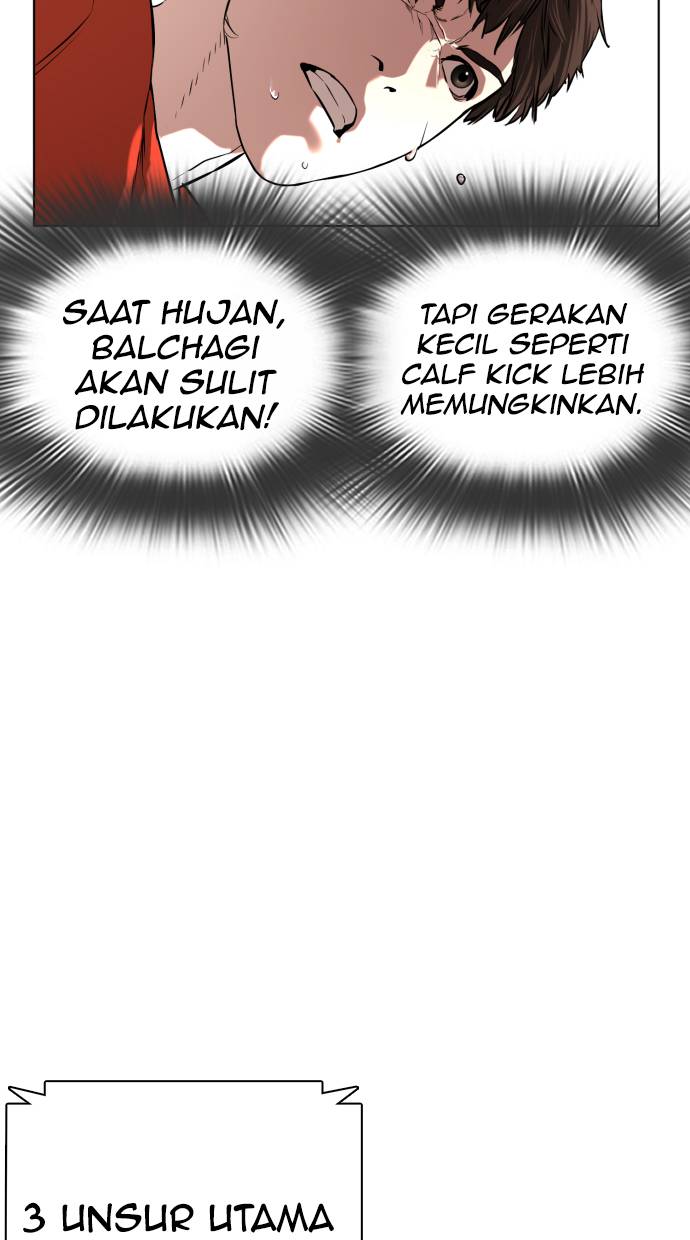 SAAT HUJAN,
BALCHAGI
AKAN SULIT
DILAKUKAN!
TAPI GERAKAN
KECIL SEPERTI
CALF KICK LEBIH
MEMUNGKINKAN.
3 UNSUR UTAMA